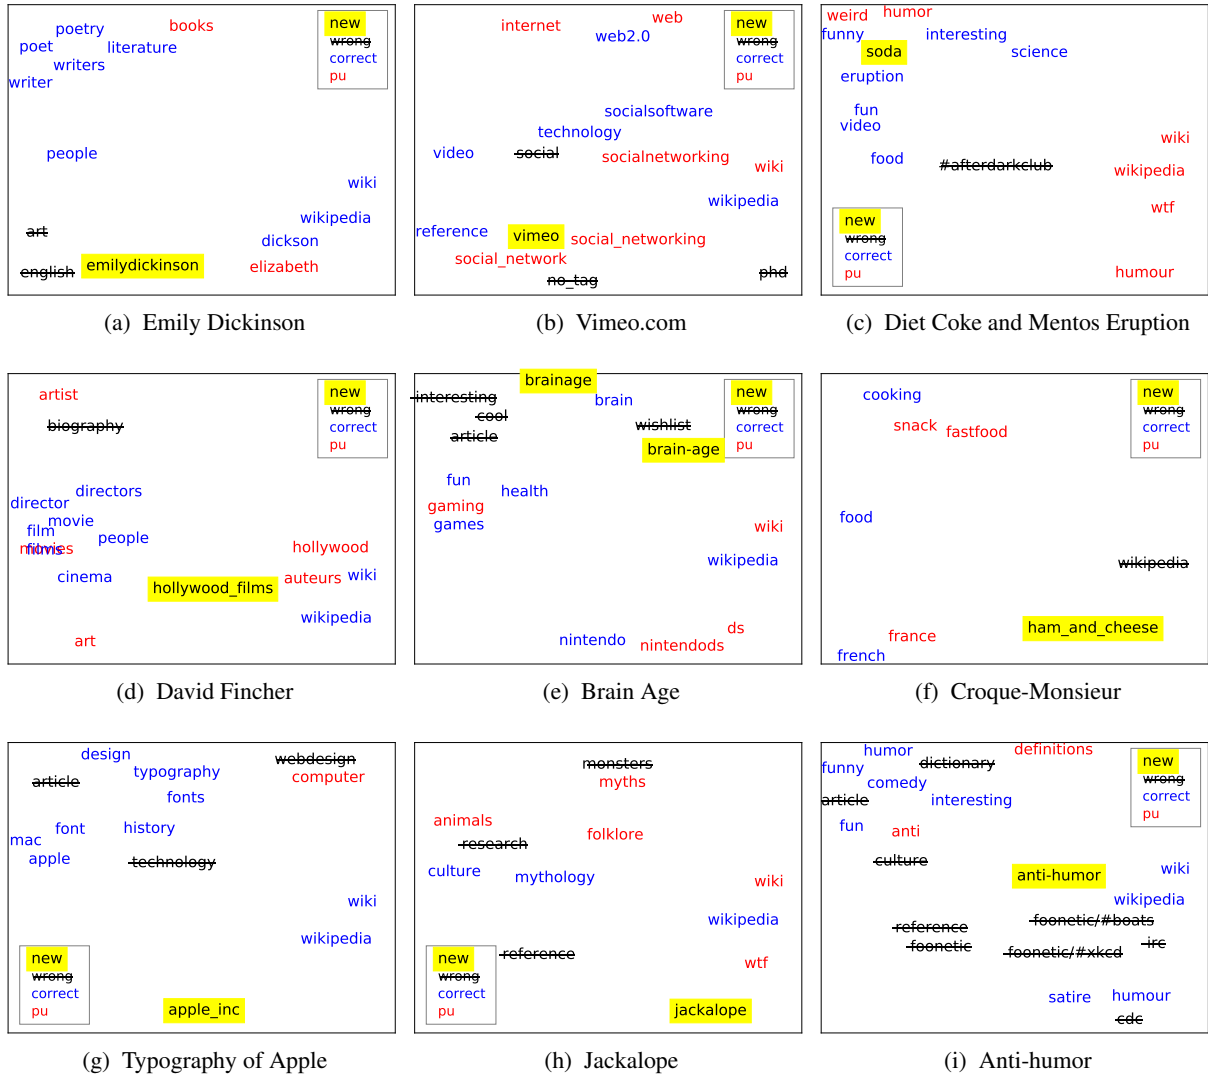 books
poetry
poet
literature
writers
writer
people
wiki
wikipedia
art
dickson
english
emilydickinson
elizabeth
new
wrong
correct
pu
(a) Emily Dickinson
internet
web
web2.0
socialsoftware
technology
video
social
socialnetworking
wiki
wikipedia
reference
vimeo
social_networking
social_network
no_tag
phd
new
wrong
correct
pu
(b) Vimeo.com
weird
humor
funny
interesting
soda
science
eruption
fun
video
wiki
food
#afterdarkclub
wikipedia
wtf
humour
new
wrong
correct
pu
(c) Diet Coke and Mentos Eruption
artist
biography
directors
director
movie
film
people
films
movies
hollywood
cinema
hollywood_films
auteurs
wiki
wikipedia
art
new
wrong
correct
pu
(d) David Fincher
brainage
interesting
brain
cool
wishlist
article
brain-age
fun
health
gaming
games
wiki
wikipedia
ds
nintendo
nintendods
new
wrong
correct
pu
(e) Brain Age
cooking
snack
fastfood
food
wikipedia
ham_and_cheese
france
french
new
wrong
correct
pu
(f) Croque-Monsieur
design
webdesign
typography
computer
article
fonts
font
history
mac
apple
technology
wiki
wikipedia
apple_inc
new
wrong
correct
pu
(g) Typography of Apple
monsters
myths
animals
folklore
research
culture
mythology
wiki
wikipedia
reference
wtf
jackalope
new
wrong
correct
pu
(h) Jackalope
humor
definitions
dictionary
funny
comedy
article
interesting
fun
anti
culture
anti-humor
wiki
wikipedia
foonetic/#boats
reference
foonetic
irc
foonetic/#xkcd
satire
humour
cdc
new
wrong
correct
pu
(i) Anti-humor